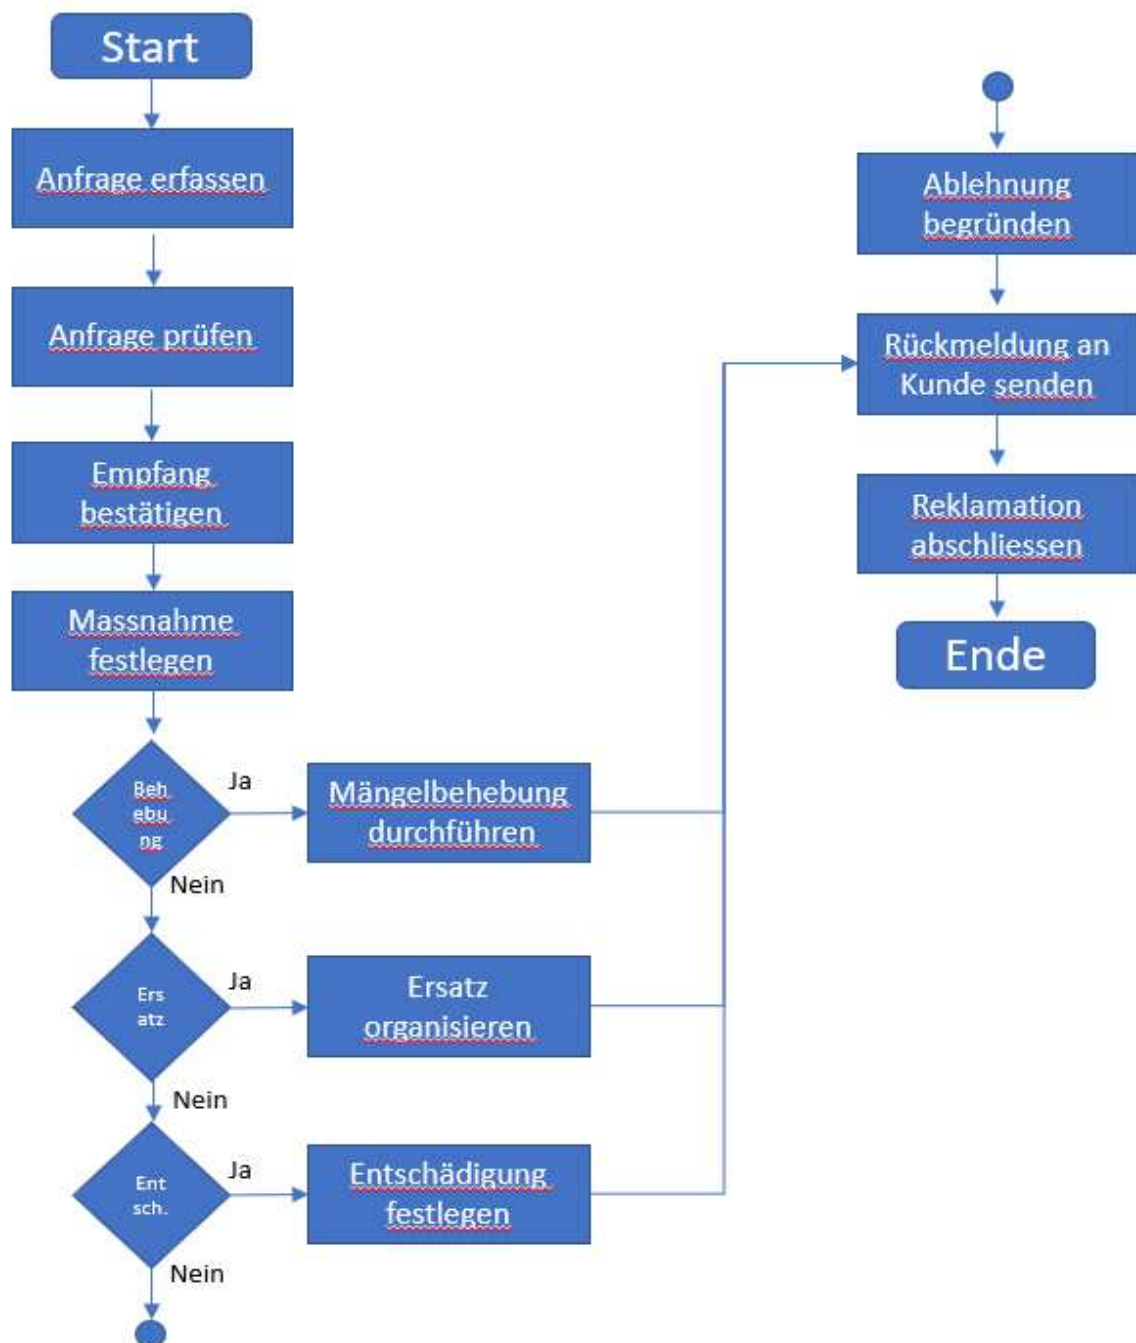 Start
Anfrage erfassen
Anfrage prüfen
Empfang
bestätigen
Massnahme
festlegen
Beh
ebu
ng
Ja
Mängelbehebung
durchführen
Nein
Ers
atz
Ja
Ersatz
organisieren
Nein
Ent
sch.
Ja
Entschädigung
festlegen
Nein
Ablehnung
begründen
Rückmeldung an
Kunde senden
Reklamation
abschliessen
Ende